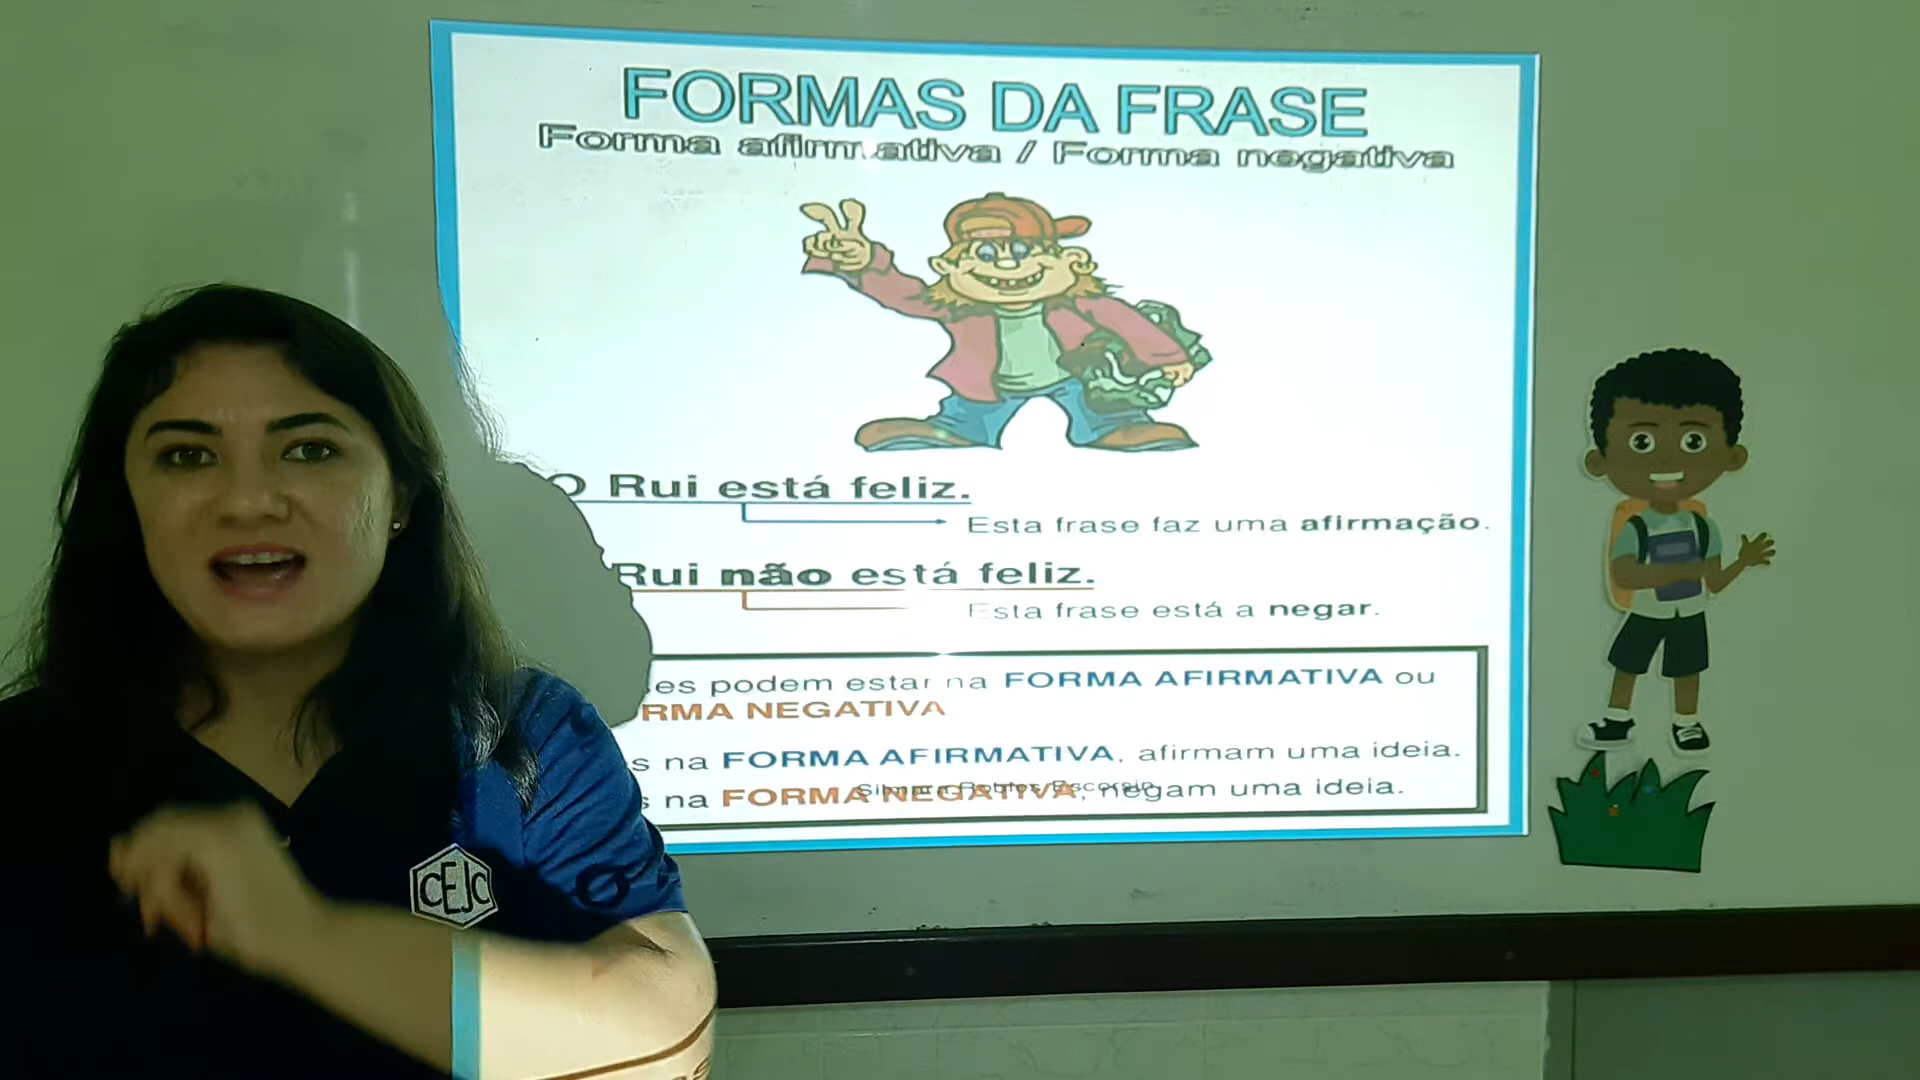 FORMAS DA FRASE
Forma afirmativa / Forma negativa
O Rui está feliz.
Esta frase faz uma afirmação.
Rui não está feliz.
Esta frase está a negar.
podem estar na FORMA AFIRMATIVA ou
NEGATIVA
na FORMA AFIRMATIVA, afirmam uma ideia.
na FORMA NEGATIVA, negam uma ideia.
CEJC